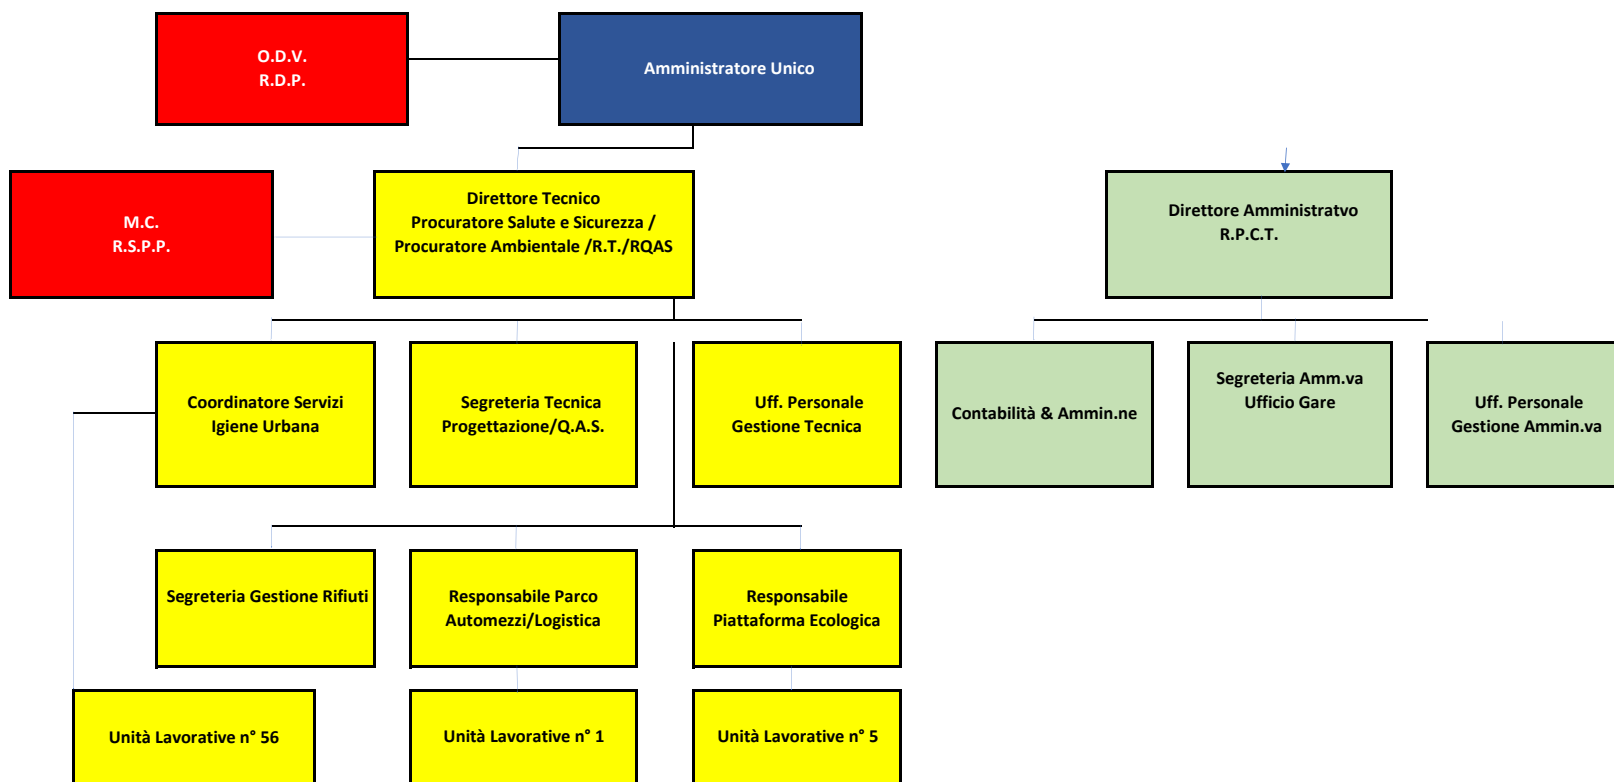 O.D.V.
R.D.P.
Amministratore Unico
M.C.
R.S.P.P.
Direttore Tecnico
Procuratore Salute e Sicurezza /
Procuratore Ambientale /R.T./RQAS
Direttore Amministratvo
R.P.C.T.
Coordinatore Servizi
Igiene Urbana
Segreteria Tecnica
Progettazione/Q.A.S.
Uff. Personale
Gestione Tecnica
Contabilità & Ammin.ne
Segreteria Amm.va
Ufficio Gare
Uff. Personale
Gestione Ammin.va
Segreteria Gestione Rifiuti
Responsabile Parco
Automezzi/Logistica
Responsabile
Piattaforma Ecologica
Unità Lavorative n° 56
Unità Lavorative n° 1
Unità Lavorative n° 5